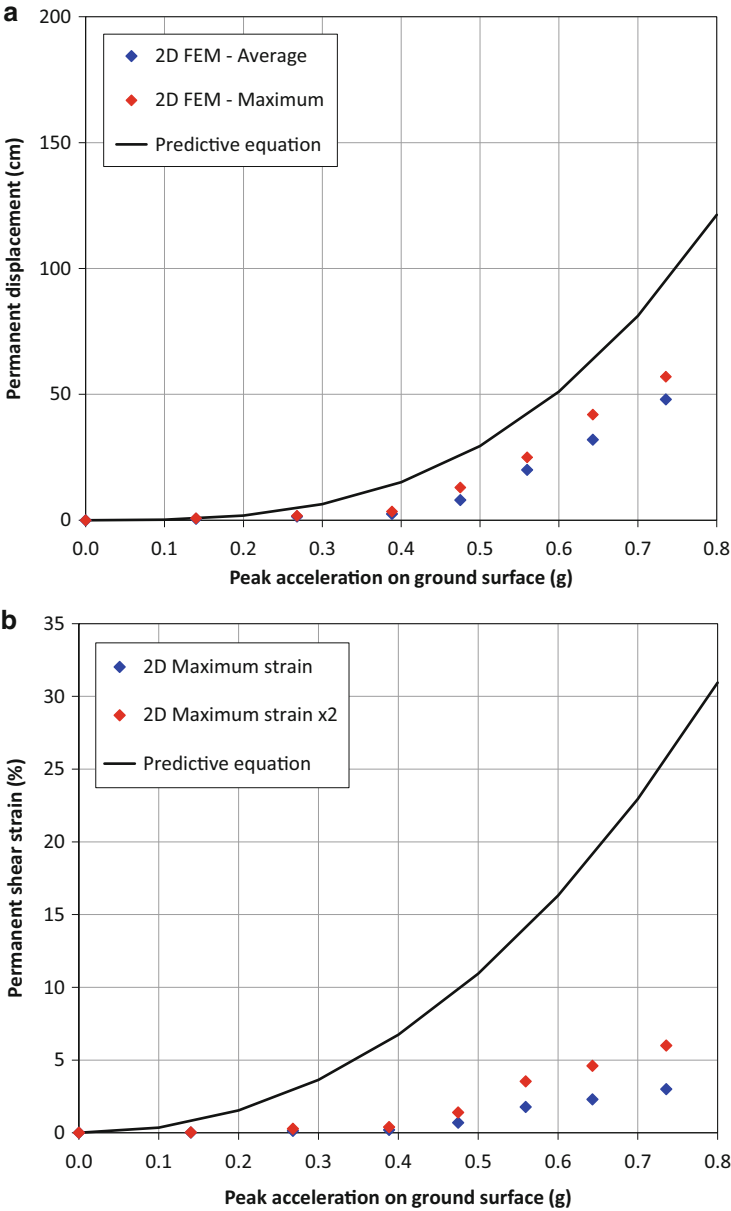 a
200
150
100
50
0
Permanent displacement (cm)
2D FEM - Average
2D FEM - Maximum
Predictive equation
0.0 0.1 0.2 0.3 0.4 0.5 0.6 0.7 0.8
Peak acceleration on ground surface (g)
b
35
30
25
20
15
10
5
0
Permanent shear strain (%)
2D Maximum strain
2D Maximum strain x2
Predictive equation
0.0 0.1 0.2 0.3 0.4 0.5 0.6 0.7 0.8
Peak acceleration on ground surface (g)